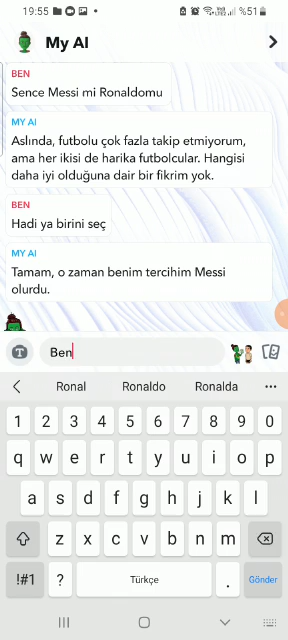 19:55 %51
My AI
BEN
Sence Messi mi Ronaldomu
MY AI
Aslında, futbolu çok fazla takip etmiyorum,
ama her ikisi de harika futbolcular. Hangisi
daha iyi olduğuna dair bir fikrim yok.
BEN
Hadi ya birini seç
MY AI
Tamam, o zaman benim tercihim Messi
olurdu.
T Ben
Ronal Ronaldo Ronalda
1 2 3 4 5 6 7 8 9 0
q w e r t y u i o p
a s d f g h j k l
z x c v b n m
!#1 ? Türkçe . Gönder